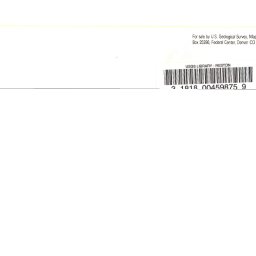 For sale by U.S. Geological Survey, Map
Box 25286, Federal Center, Denver CO
USGS LIBRARY - RESTON
3 1818 00459875 9